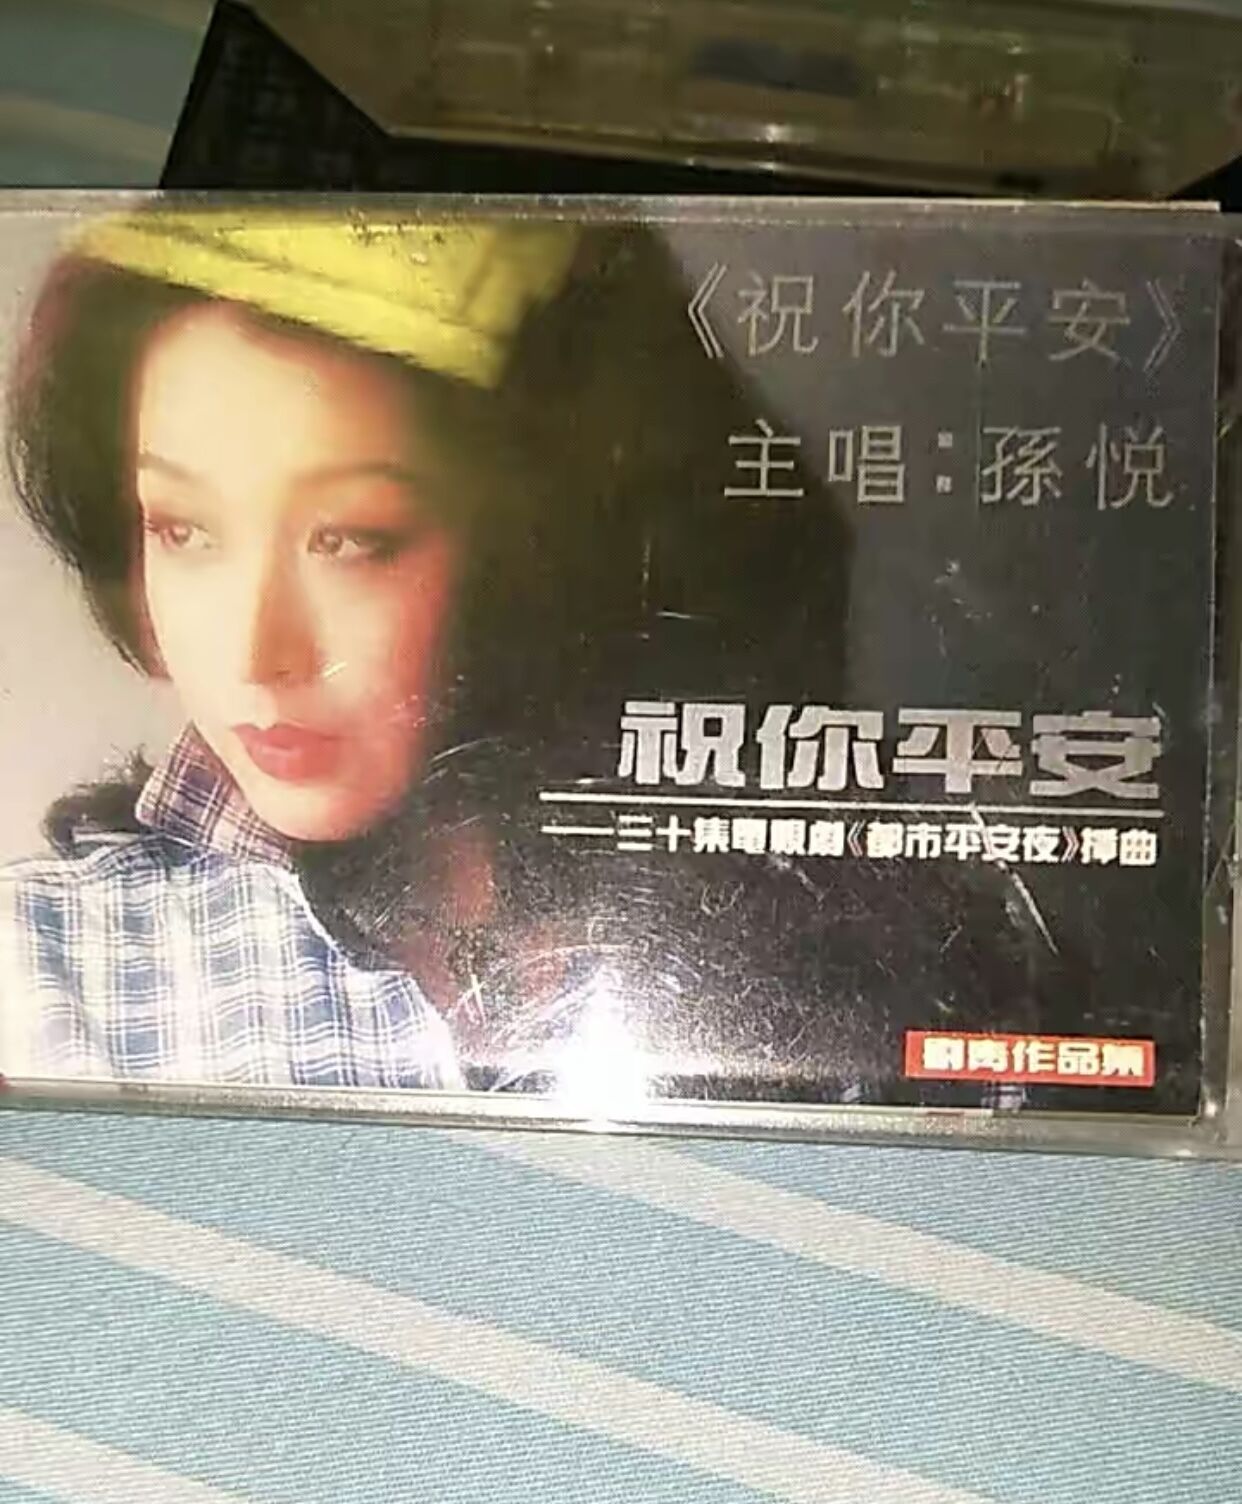 《祝你平安》
主唱:孫悦
祝你平安
——三十集電視劇《都市平安夜》插曲
劉青作品集